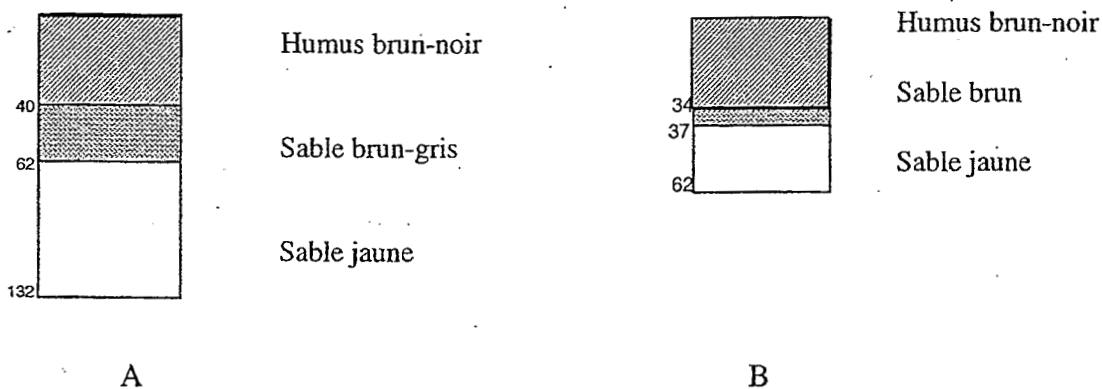 Humus brun-noir
40
Sable brun-gris
62
Sable jaune
132
A
Humus brun-noir
34
Sable brun
37
Sable jaune
62
B